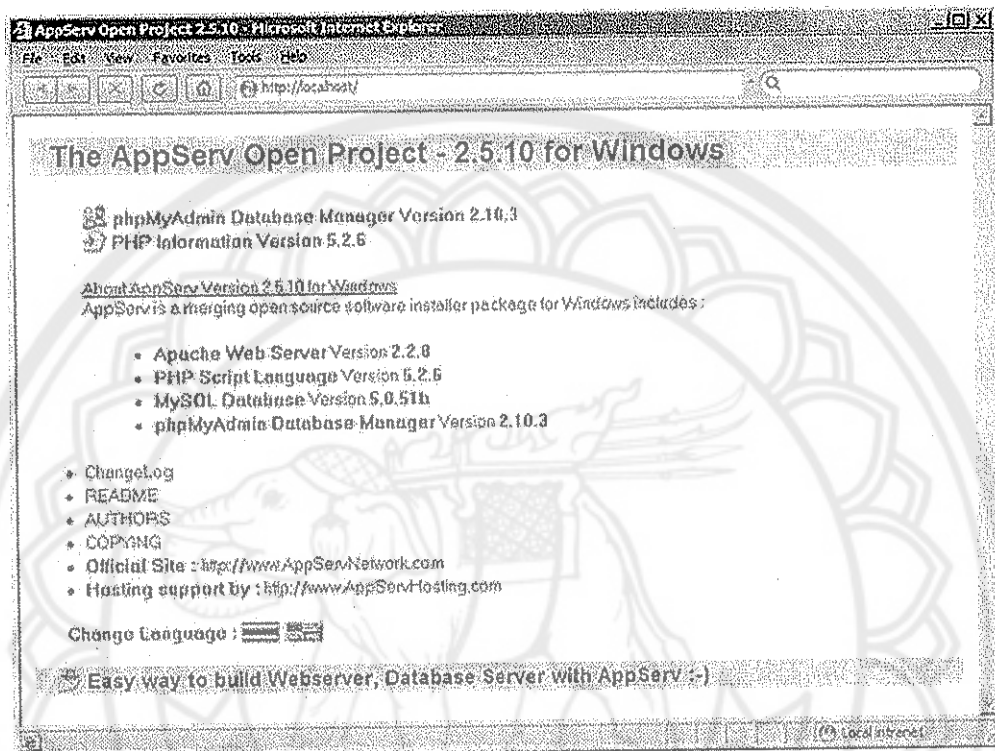 AppServ Open Project 2.5.10 - Microsoft Internet Explorer
File Edit View Favorites Tools Help
http://localhost/
The AppServ Open Project - 2.5.10 for Windows
phpMyAdmin Database Manager Version 2.10.3
PHP Information Version 5.2.6
About AppServ Version 2.5.10 for Windows
AppServ is a merging open source software installer package for Windows includes :
Apache Web Server Version 2.2.8
PHP Script Language Version 5.2.6
MySQL Database Version 5.0.51b
phpMyAdmin Database Manager Version 2.10.3
ChangeLog
README
AUTHORS
COPYING
Official Site : http://www.AppServNetwork.com
Hosting support by : http://www.AppServHosting.com
Change Language :
Easy way to build Webserver, Database Server with AppServ :-)
Local intranet